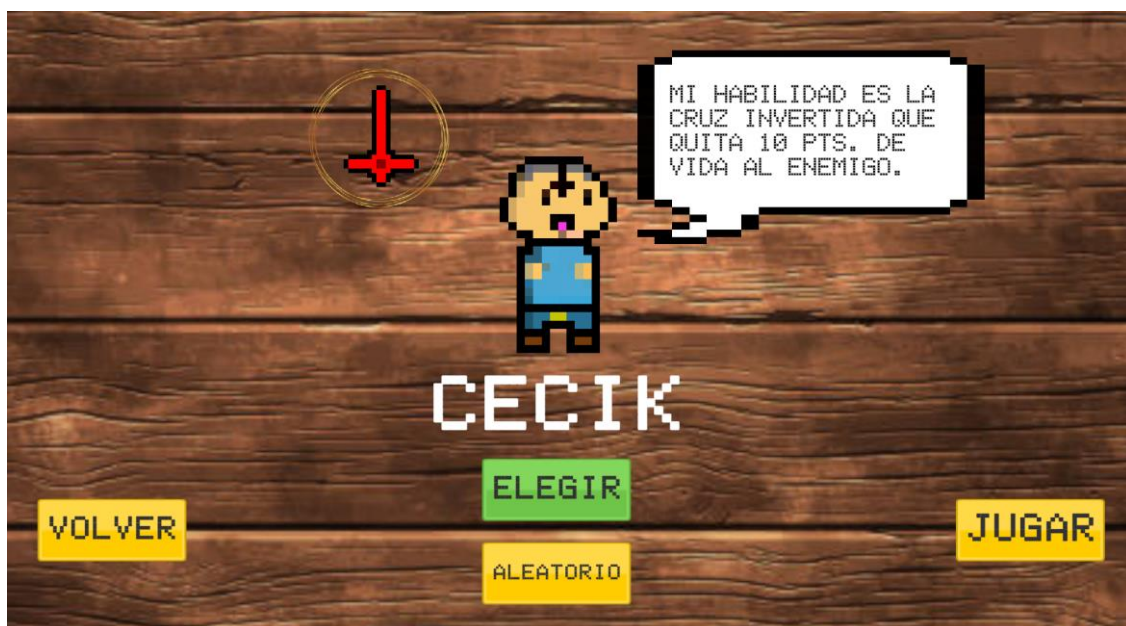 MI HABILIDAD ES LA
CRUZ INVERTIDA QUE
QUITA 10 PTS. DE
VIDA AL ENEMIGO.
CECIK
ELEGIR
VOLVER
JUGAR
ALEATORIO